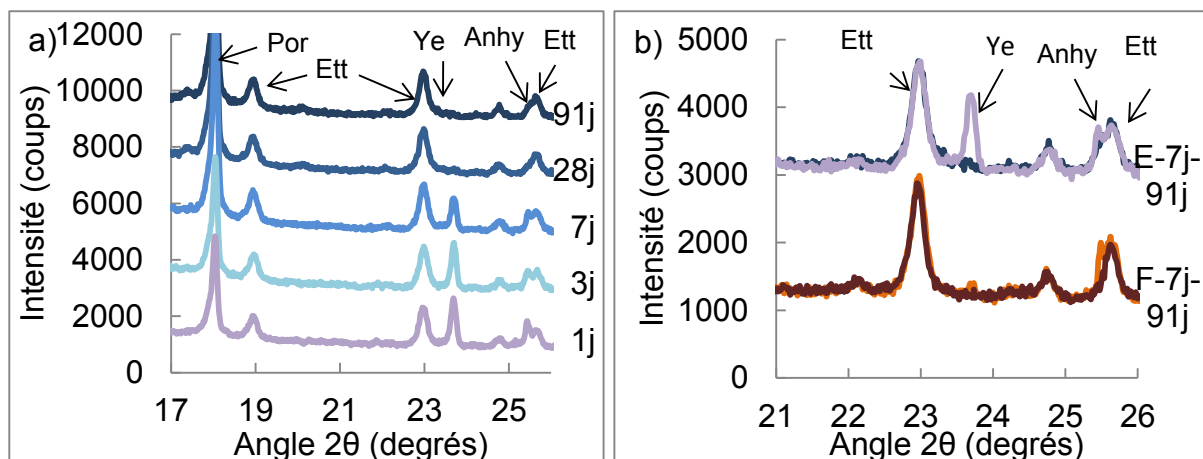 a)
Intensité (coups)
12000
10000
8000
6000
4000
2000
0
Por
Ett
Ye
Anhy
Ett
91j
28j
7j
3j
1j
17
19
21
23
25
Angle 2θ (degrés)
b)
Intensité (coups)
5000
4000
3000
2000
1000
0
Ett
Ye
Anhy
Ett
E-7j-
91j
F-7j-
91j
21
22
23
24
25
26
Angle 2θ (degrés)